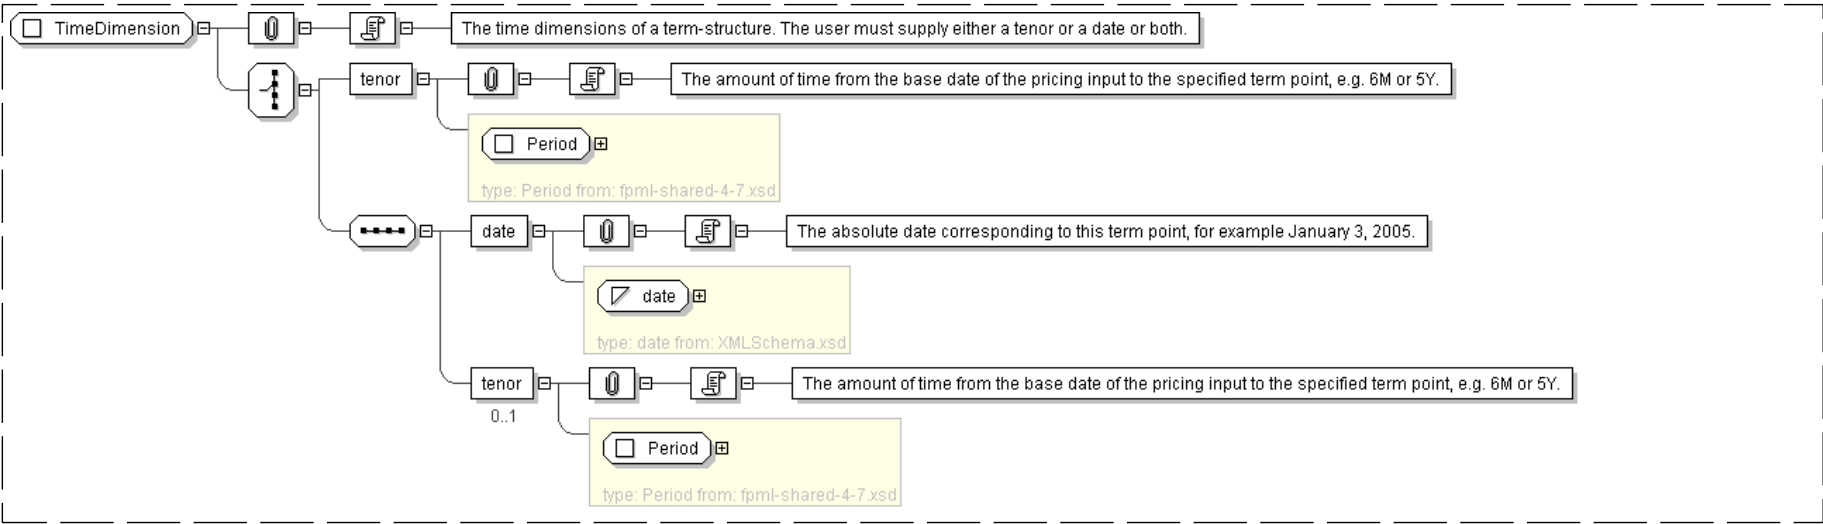 TimeDimension
The time dimensions of a term-structure. The user must supply either a tenor or a date or both.
tenor
The amount of time from the base date of the pricing input to the specified term point, e.g. 6M or 5Y.
Period
type: Period from: fpml-shared-4-7.xsd
date
The absolute date corresponding to this term point, for example January 3, 2005.
date
type: date from: XMLSchema.xsd
tenor
The amount of time from the base date of the pricing input to the specified term point, e.g. 6M or 5Y.
0..1
Period
type: Period from: fpml-shared-4-7.xsd